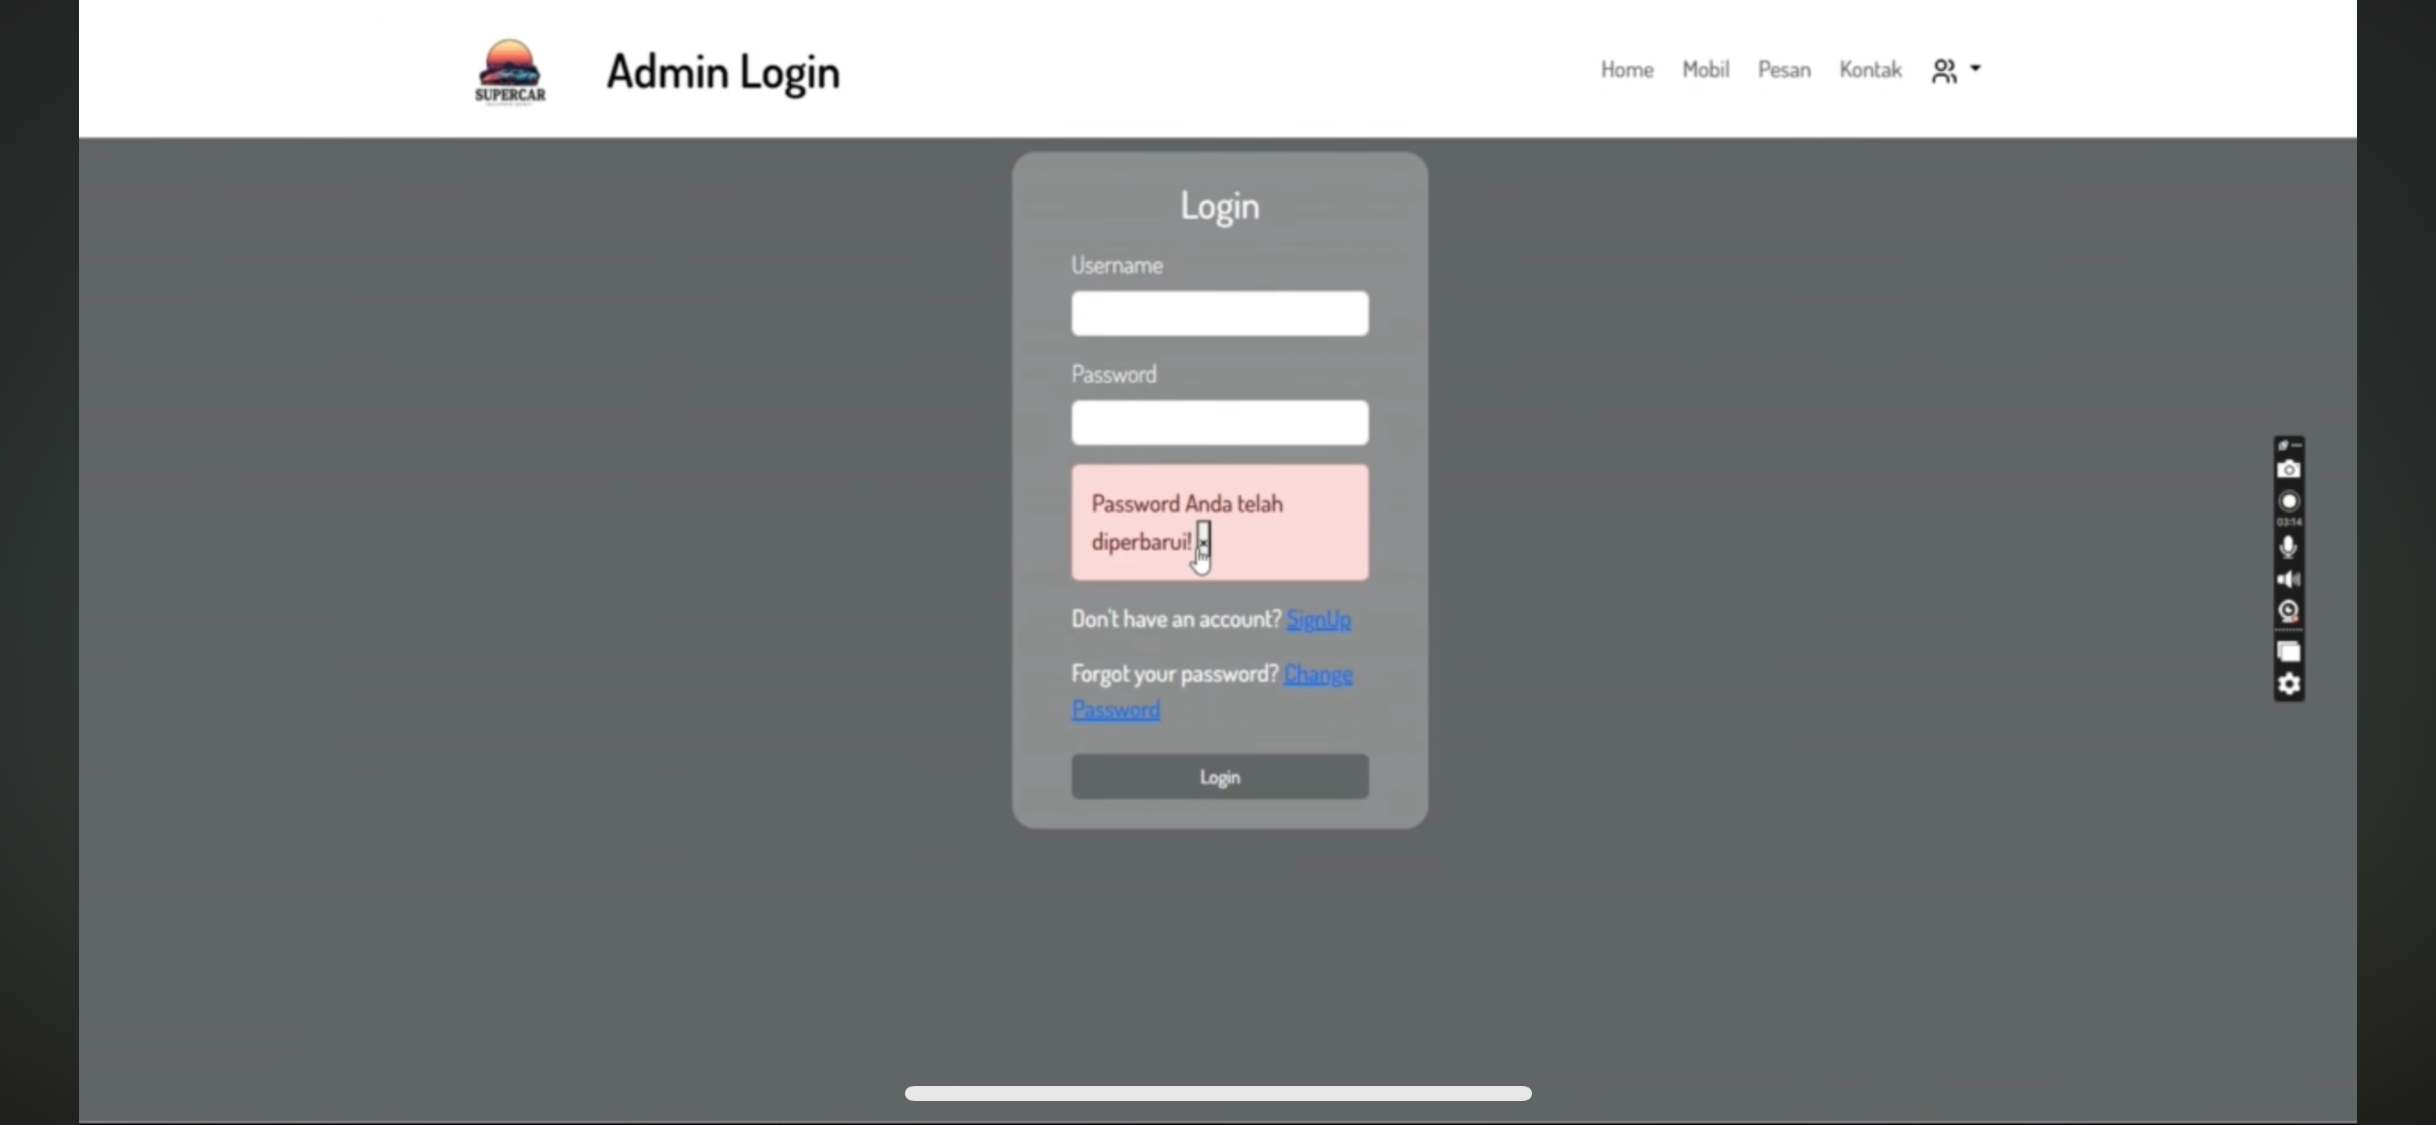 SUPERCAR
Admin Login
Home Mobil Pesan Kontak
Login
Username
Password
Password Anda telah
diperbarui! ×
Don't have an account? SignUp
Forgot your password? Change
Password
Login
03:14